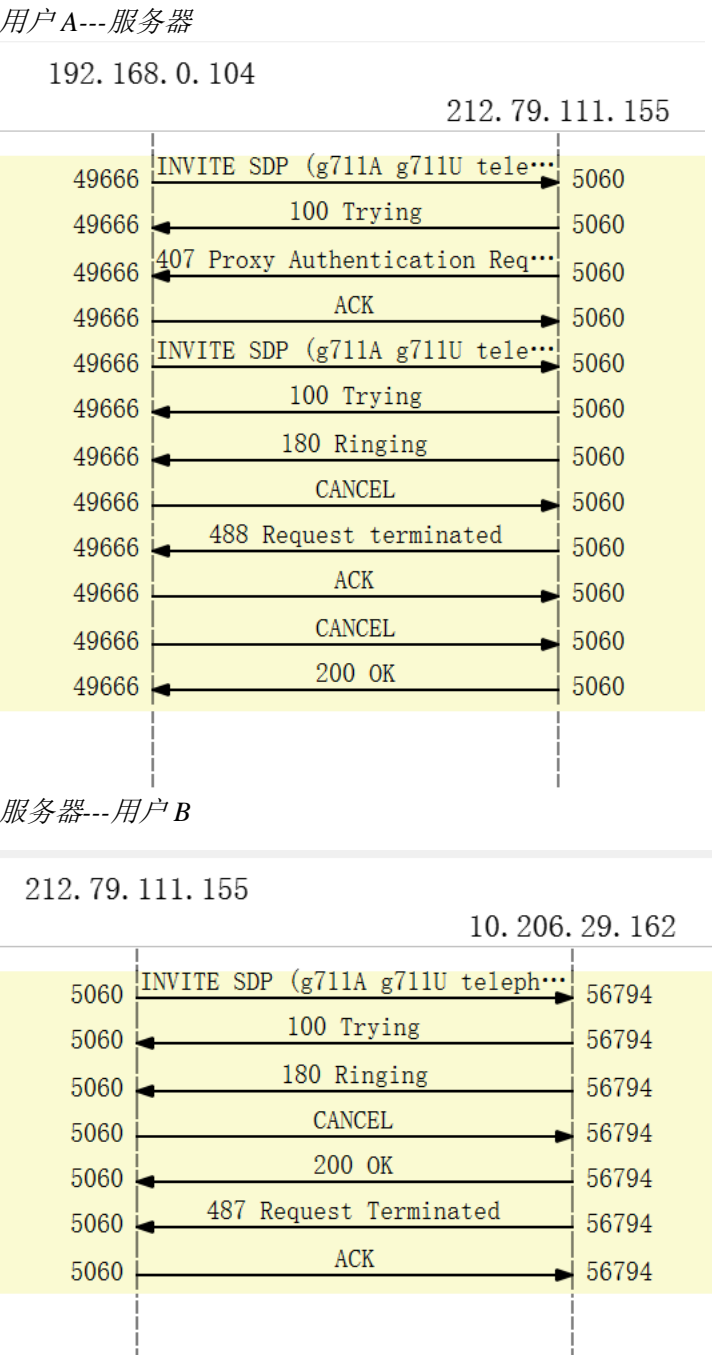 用户A---服务器
192.168.0.104
212.79.111.155
49666 INVITE SDP (g711A g711U tele… 5060
49666 100 Trying 5060
49666 407 Proxy Authentication Req… 5060
49666 ACK 5060
49666 INVITE SDP (g711A g711U tele… 5060
49666 100 Trying 5060
49666 180 Ringing 5060
49666 CANCEL 5060
49666 488 Request terminated 5060
49666 ACK 5060
49666 CANCEL 5060
49666 200 OK 5060
服务器---用户B
212.79.111.155
10.206.29.162
5060 INVITE SDP (g711A g711U teleph… 56794
5060 100 Trying 56794
5060 180 Ringing 56794
5060 CANCEL 56794
5060 200 OK 56794
5060 487 Request Terminated 56794
5060 ACK 56794